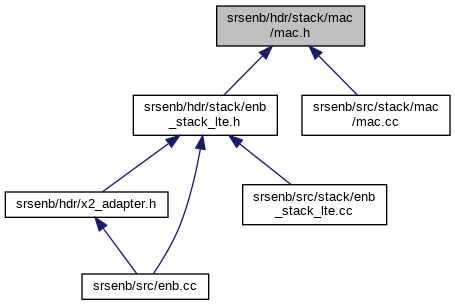 srsenb/hdr/stack/mac
/mac.h
srsenb/hdr/stack/enb
_stack_lte.h
srsenb/src/stack/mac
/mac.cc
srsenb/hdr/x2_adapter.h
srsenb/src/stack/enb
_stack_lte.cc
srsenb/src/enb.cc